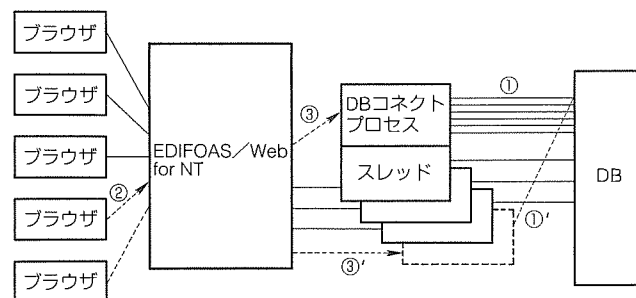 ブラウザ
ブラウザ
ブラウザ
ブラウザ
ブラウザ
②
EDIFOAS／Web
for NT
③
③′
DBコネクト
プロセス
スレッド
①
①′
DB